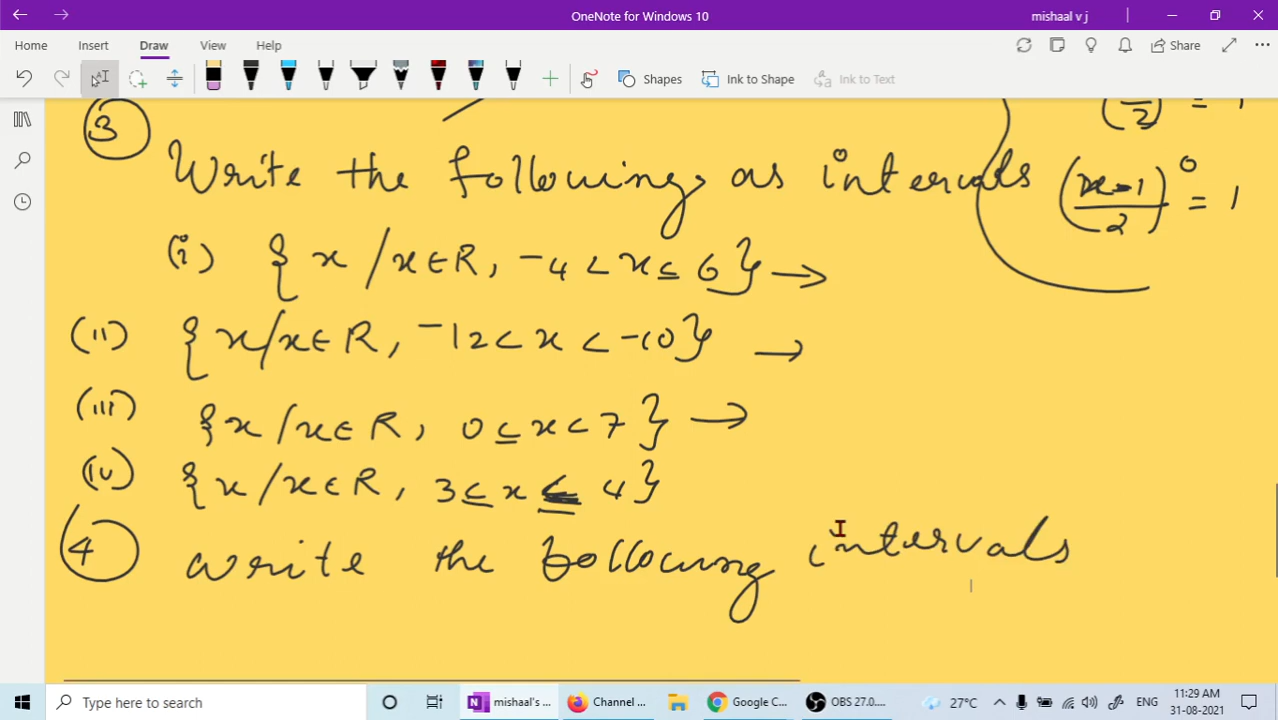 OneNote for Windows 10
mishaal v j
Home Insert Draw View Help
Share
Shapes Ink to Shape Ink to Text
3
Write the following as intervals
(x-1/2)⁰ = 1
(i) {x/x∈R, -4<x≤6} →
(ii) {x/x∈R, -12<x<-10} →
(iii) {x/x∈R, 0≤x<7} →
(iv) {x/x∈R, 3≤x≤4}
4 write the following intervals
Type here to search
mishaal's ...
Channel ...
Google C...
OBS 27.0....
27°C
ENG
11:29 AM
31-08-2021